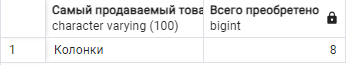 Самый продаваемый това
character varying (100)
Всего преобретено
bigint
1
Колонки
8